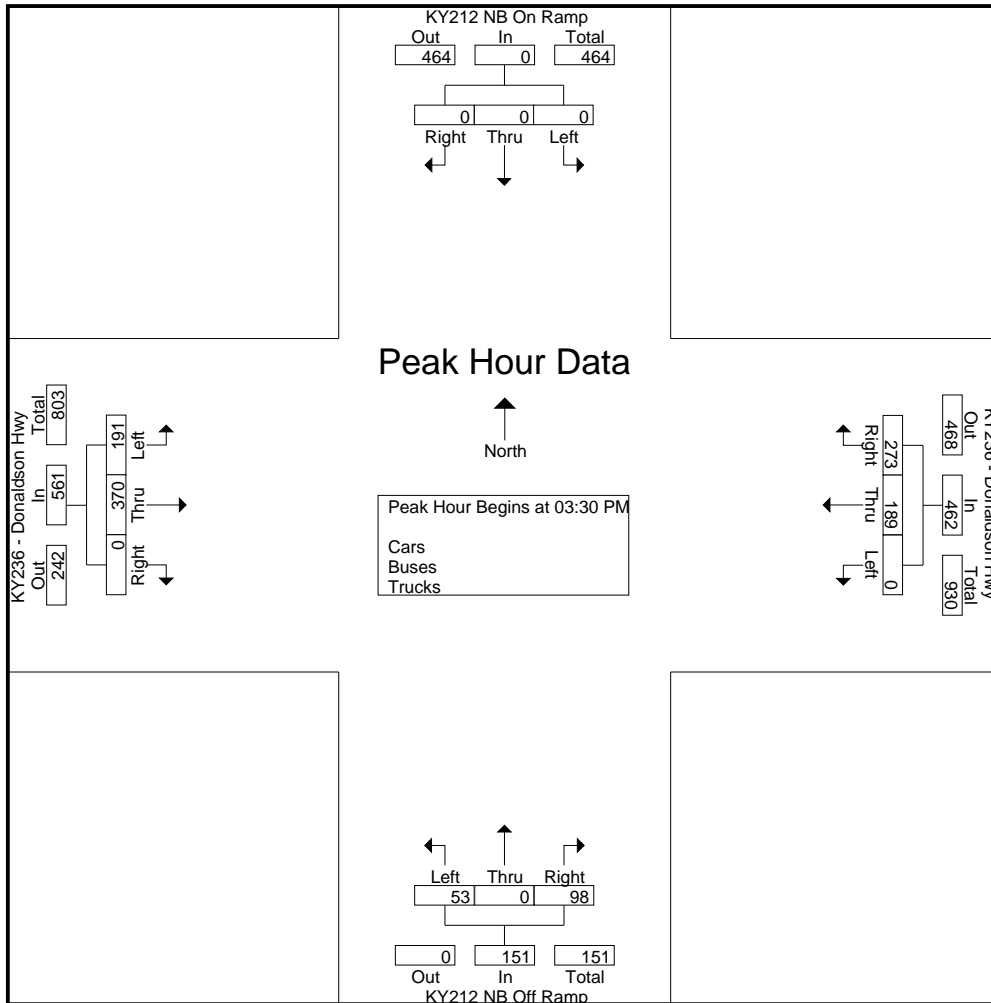 KY212 NB On Ramp
Out In Total
464 0 464
0 0 0
Right Thru Left
Peak Hour Data
North
Peak Hour Begins at 03:30 PM
Cars
Buses
Trucks
KY236 - Donaldson Hwy
Out In Total
242 561 803
0 370 191
Right Thru Left
KY236 - Donaldson Hwy
Out In Total
468 462 930
273 189 0
Right Thru Left
Left Thru Right
53 0 98
0 151 151
Out In Total
KY212 NB Off Ramp